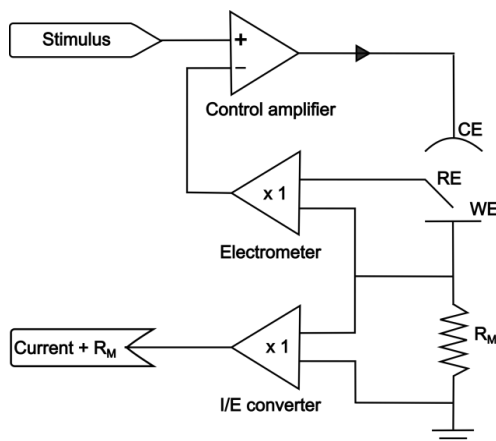 Stimulus
+
−
Control amplifier
CE
RE
WE
x 1
Electrometer
R_M
Current + R_M
x 1
I/E converter